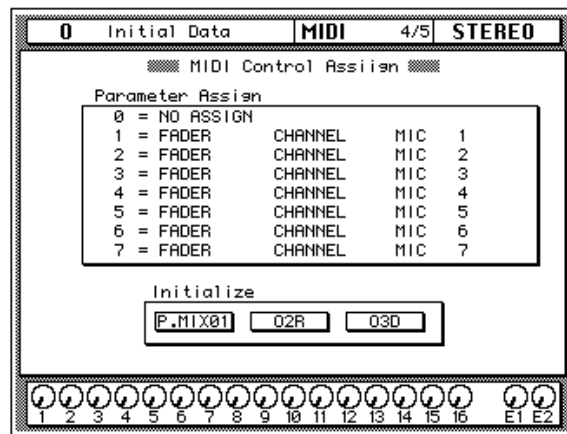 0 Initial Data MIDI 4/5 STEREO
MIDI Control Assiign
Parameter Assign
0 = NO ASSIGN
1 = FADER CHANNEL MIC 1
2 = FADER CHANNEL MIC 2
3 = FADER CHANNEL MIC 3
4 = FADER CHANNEL MIC 4
5 = FADER CHANNEL MIC 5
6 = FADER CHANNEL MIC 6
7 = FADER CHANNEL MIC 7
Initialize
P.MIX01 02R 03D
1 2 3 4 5 6 7 8 9 10 11 12 13 14 15 16 E1 E2